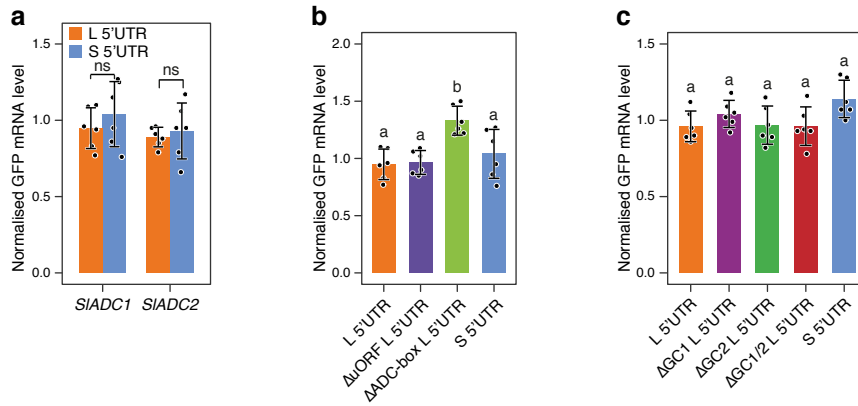 a
L 5'UTR
S 5'UTR
Normalised GFP mRNA level
1.5
1.0
0.5
0.0
ns
ns
SlADC1
SlADC2
b
Normalised GFP mRNA level
2.0
1.5
1.0
0.5
0.0
a
a
b
a
L 5'UTR
ΔuORF L 5'UTR
ΔADC-box L 5'UTR
S 5'UTR
c
Normalised GFP mRNA level
1.5
1.0
0.5
0.0
a
a
a
a
a
L 5'UTR
ΔGC1 L 5'UTR
ΔGC2 L 5'UTR
ΔGC1/2 L 5'UTR
S 5'UTR